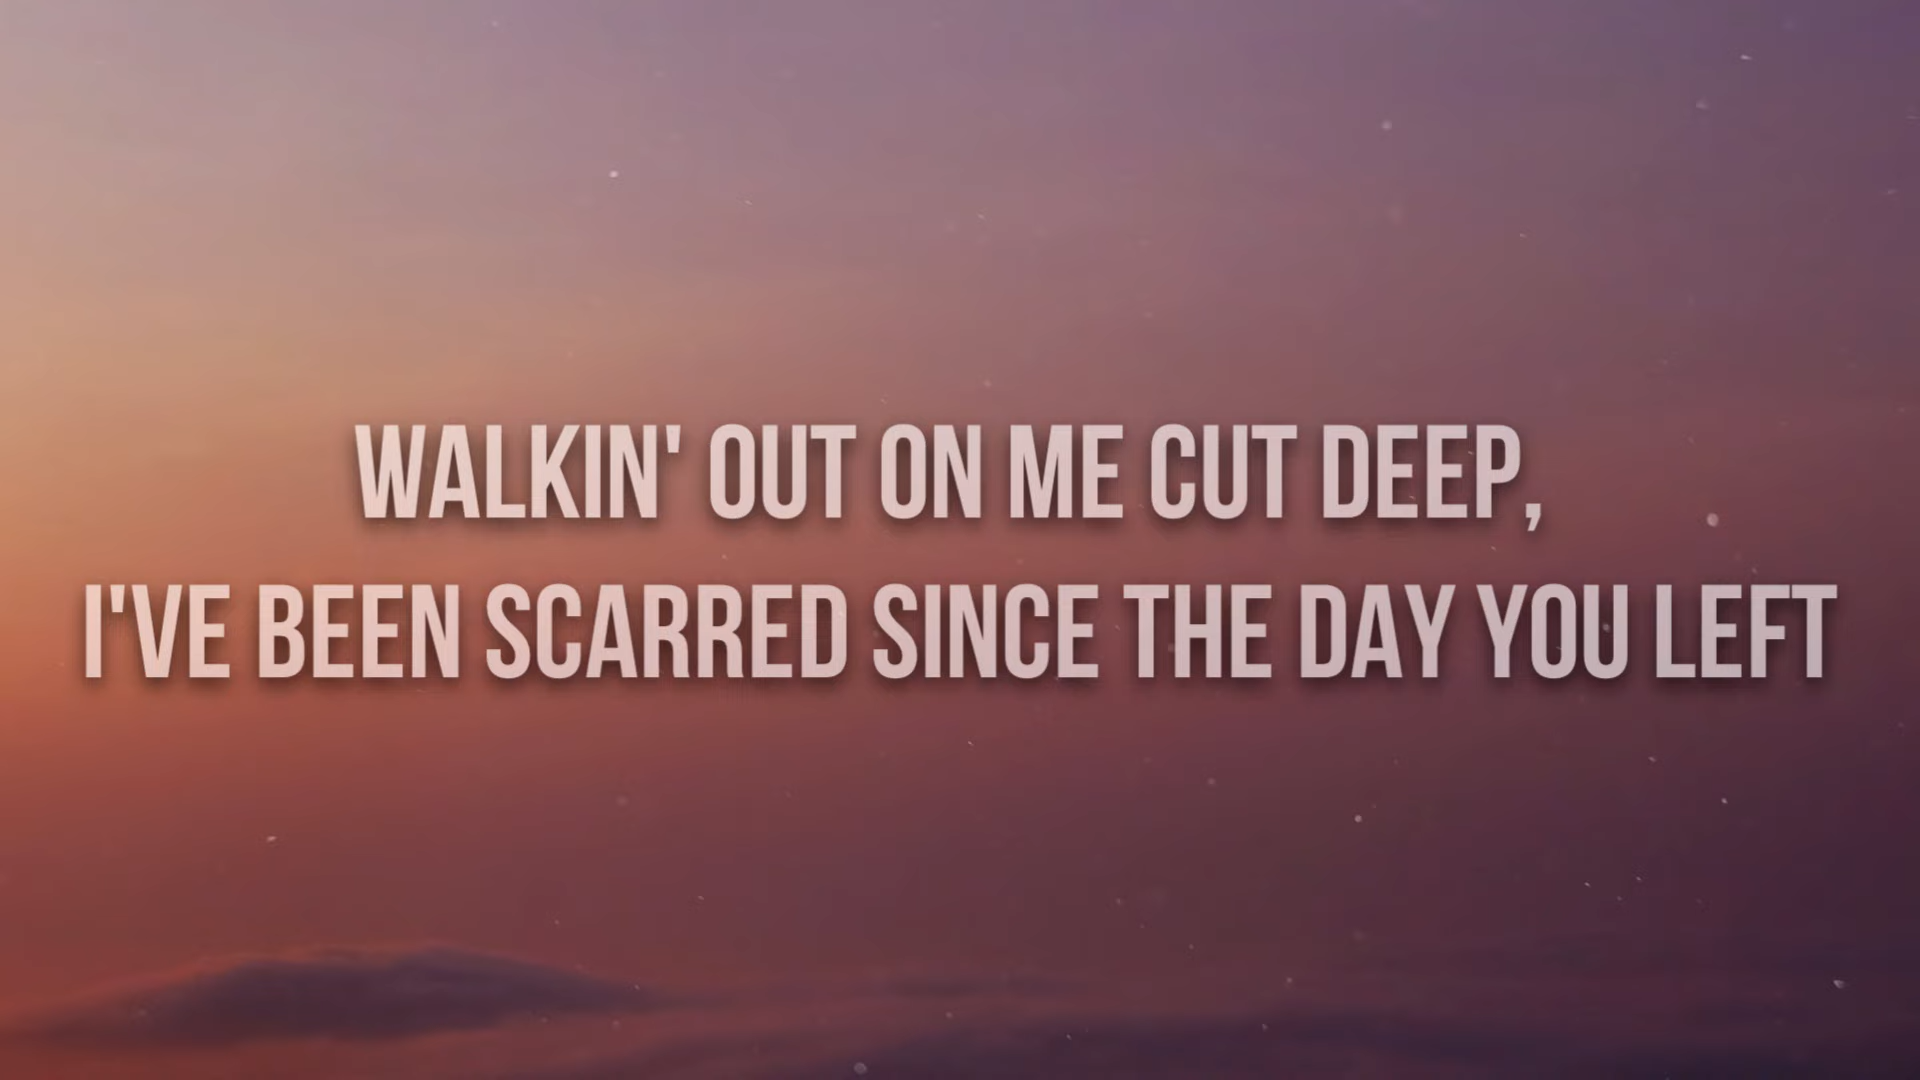 WALKIN' OUT ON ME CUT DEEP,
I'VE BEEN SCARRED SINCE THE DAY YOU LEFT